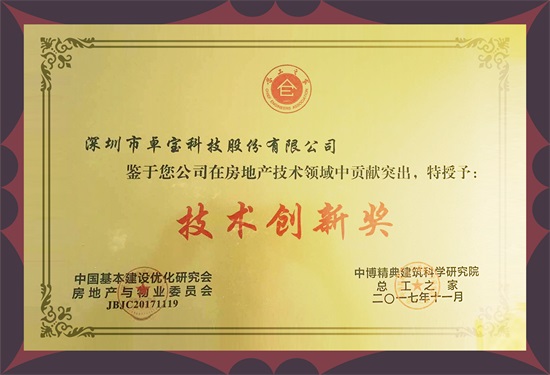 总工之家
深圳市卓宝科技股份有限公司
鉴于您公司在房地产技术领域中贡献突出，特授予：
技术创新奖
中国基本建设优化研究会
房地产与物业委员会
JBJC20171119
中博精典建筑科学研究院
总工之家
二〇一七年十一月